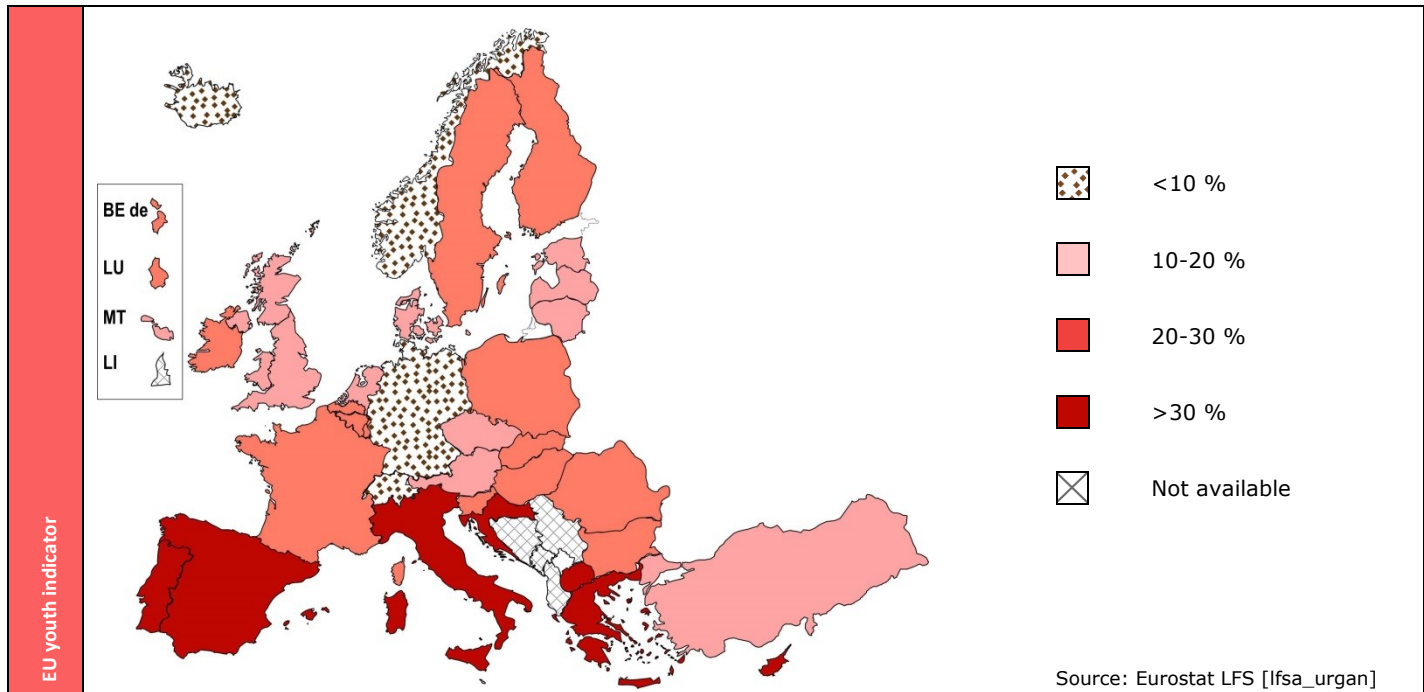 EU youth indicator
BE de
LU
MT
LI
<10 %
10-20 %
20-30 %
>30 %
Not available
Source: Eurostat LFS [lfsa_urgan]